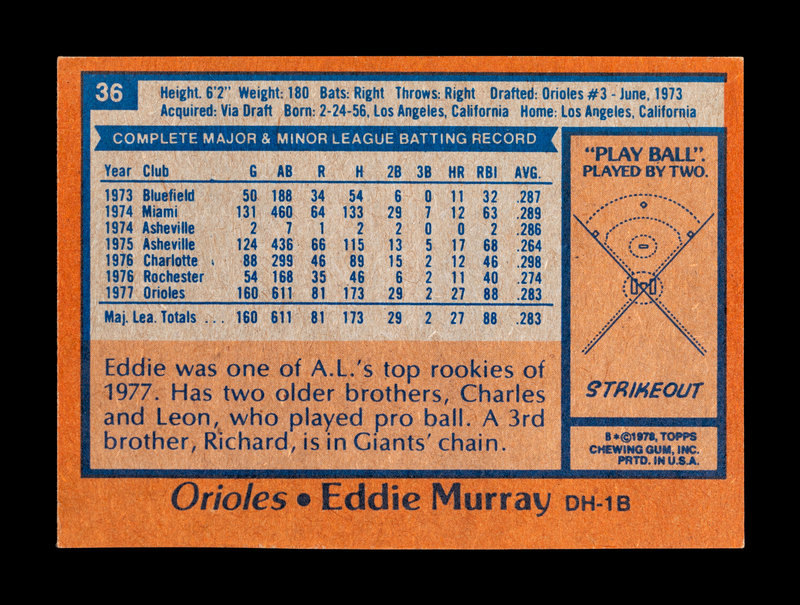 36
Height. 6'2" Weight: 180 Bats: Right Throws: Right Drafted: Orioles #3 - June, 1973
Acquired: Via Draft Born: 2-24-56, Los Angeles, California Home: Los Angeles, California
COMPLETE MAJOR & MINOR LEAGUE BATTING RECORD
Year Club G AB R H 2B 3B HR RBI AVG.
1973 Bluefield 50 188 34 54 6 0 11 32 .287
1974 Miami 131 460 64 133 29 7 12 63 .289
1974 Asheville 2 7 1 2 2 0 0 2 .286
1975 Asheville 124 436 66 115 13 5 17 68 .264
1976 Charlotte 88 299 46 89 15 2 12 46 .298
1976 Rochester 54 168 35 46 6 2 11 40 .274
1977 Orioles 160 611 81 173 29 2 27 88 .283
Maj. Lea. Totals ... 160 611 81 173 29 2 27 88 .283
Eddie was one of A.L.'s top rookies of
1977. Has two older brothers, Charles
and Leon, who played pro ball. A 3rd
brother, Richard, is in Giants' chain.
"PLAY BALL".
PLAYED BY TWO.
STRIKEOUT
B*©1978, TOPPS
CHEWING GUM, INC.
PRTD. IN U.S.A.
Orioles • Eddie Murray DH-1B